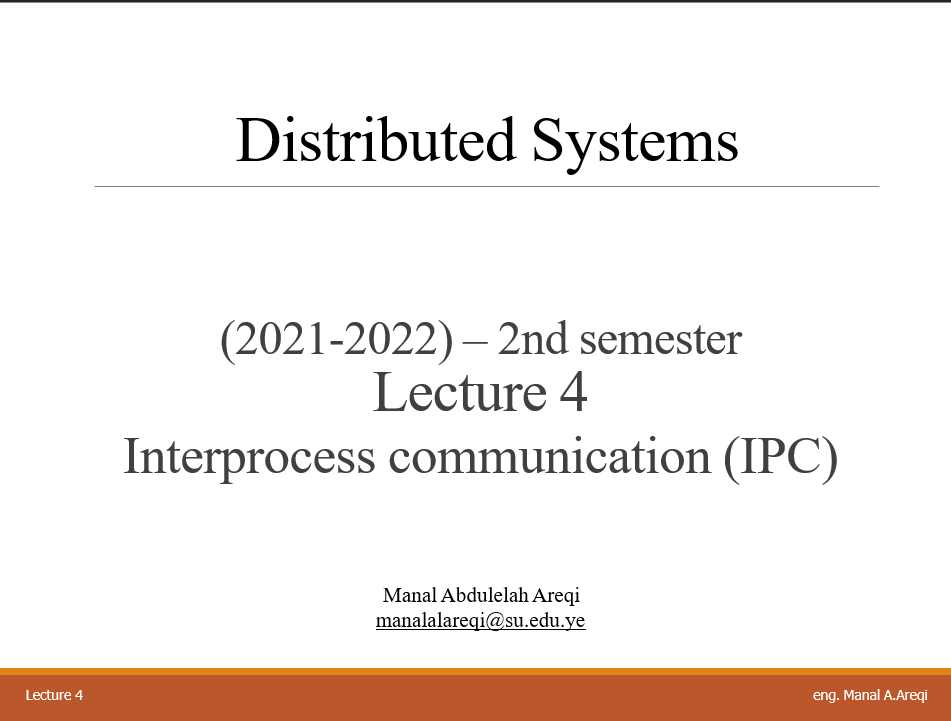 Distributed Systems
(2021-2022) – 2nd semester
Lecture 4
Interprocess communication (IPC)
Manal Abdulelah Areqi
manalalareqi@su.edu.ye
Lecture 4
eng. Manal A.Areqi